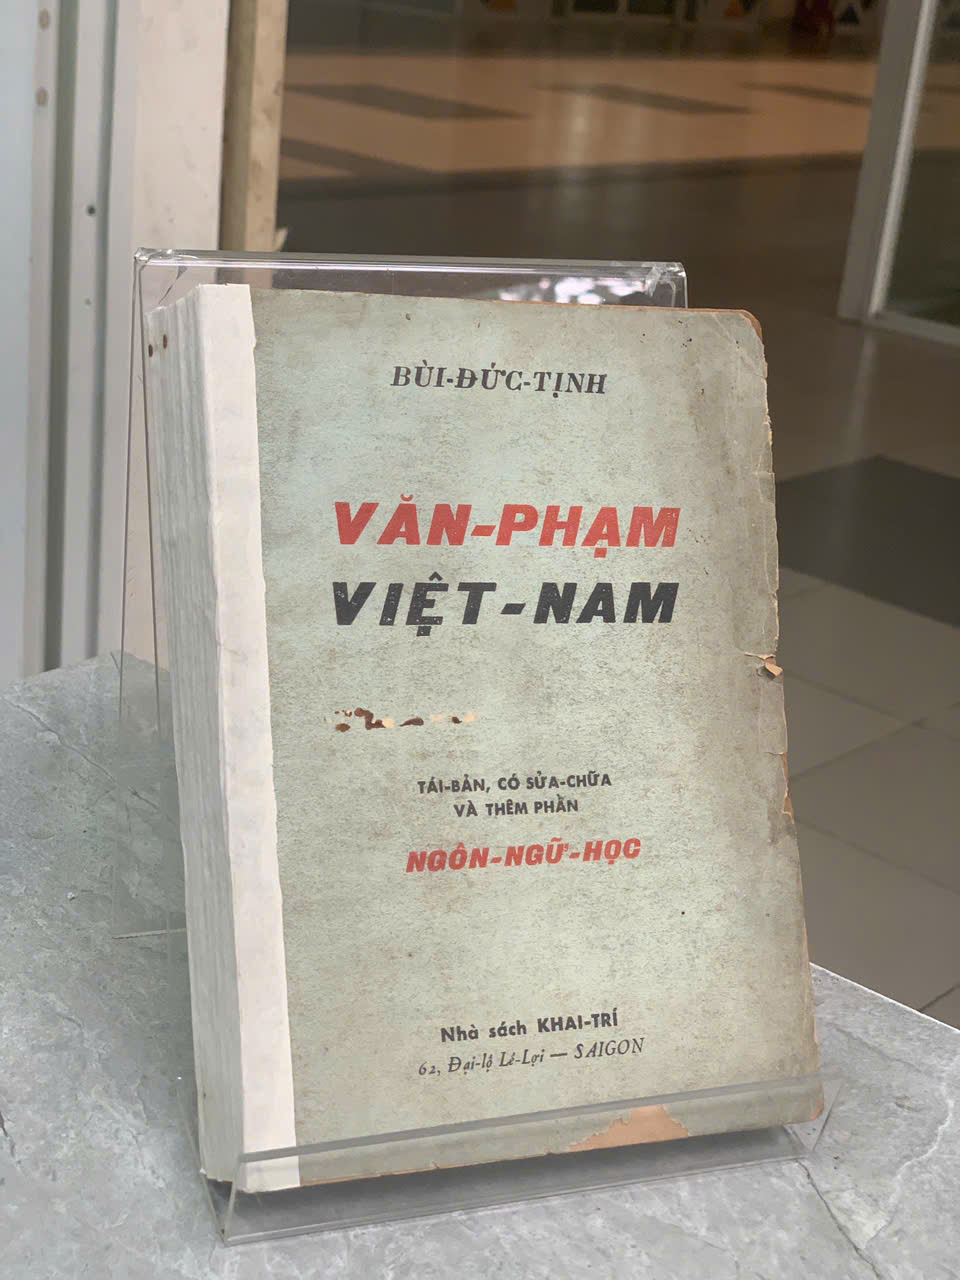 BÙI-ĐỨC-TỊNH
VĂN-PHẠM
VIỆT-NAM
TÁI-BẢN, CÓ SỬA-CHỮA
VÀ THÊM PHẦN
NGÔN-NGỮ-HỌC
Nhà sách KHAI-TRÍ
62, Đại-lộ Lê-Lợi — SAIGON